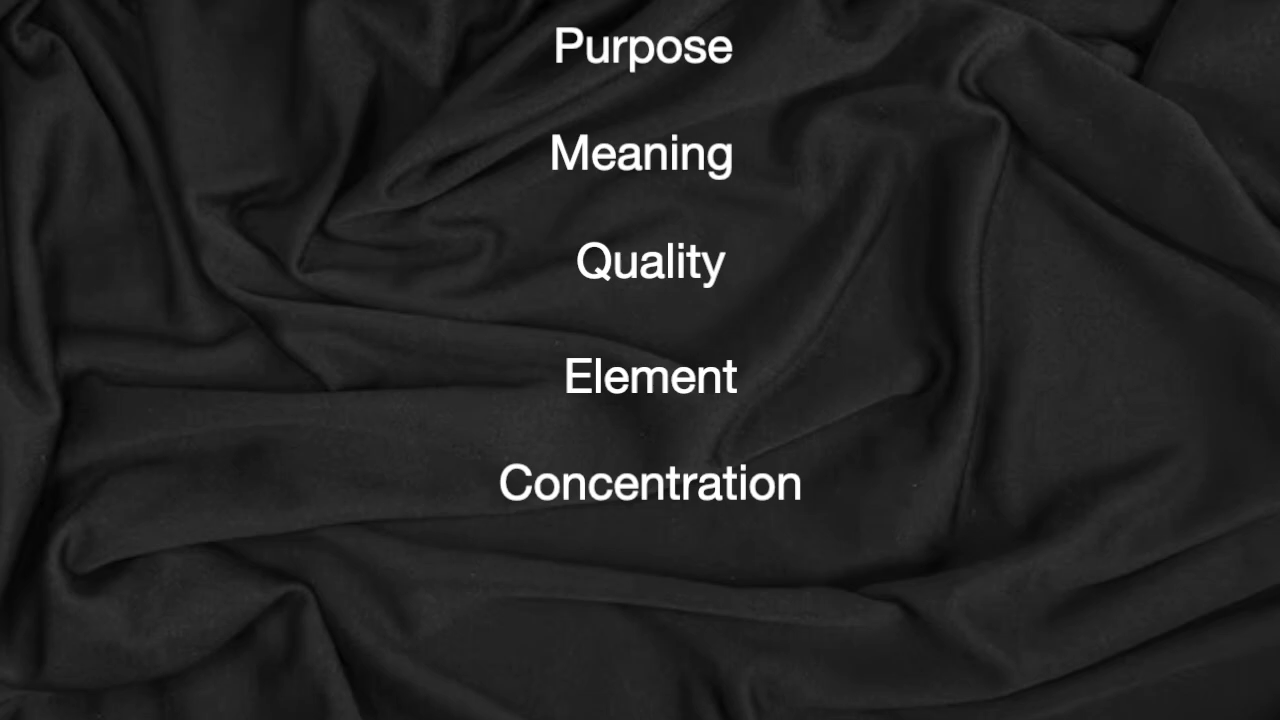 Purpose
Meaning
Quality
Element
Concentration